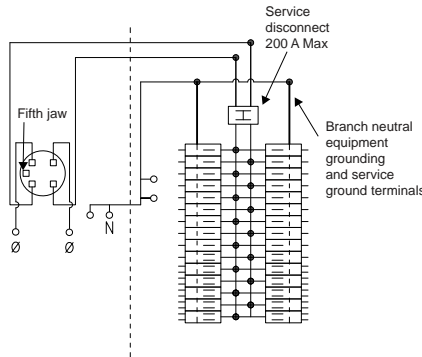 Service
disconnect
200 A Max
Fifth jaw
Branch neutral
equipment
grounding
and service
ground terminals
N
Ø
Ø